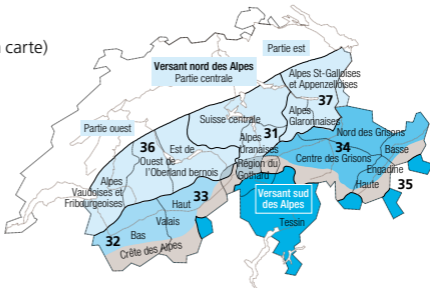 carte)
Partie est
Versant nord des Alpes
Partie centrale
Alpes St-Galloises
et Appenzelloises
37
Suisse centrale
Alpes
Glaronnaises
Partie ouest
31
Nord des Grisons
36
Est de
Alpes
Uranaises
34
Basse
Ouest de
l'Oberland bernois
Région du
Gothard
Centre des Grisons
Engadine
Alpes
Vaudoises et
Fribourgeoises
33
Haut
Versant sud
des Alpes
Haute
35
Valais
Tessin
32
Bas
Crête des Alpes